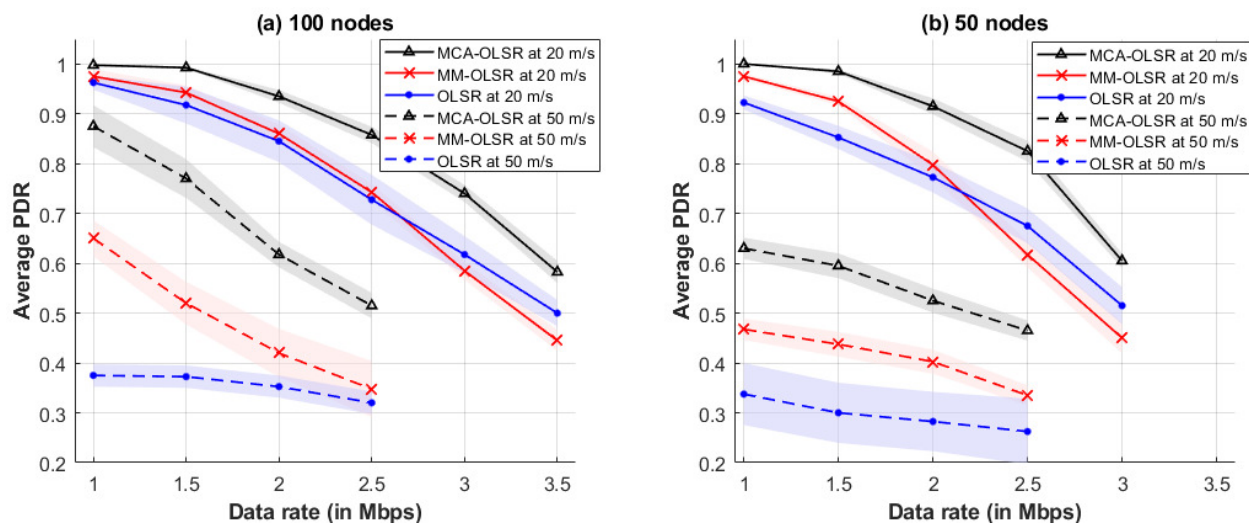 (a) 100 nodes
MCA-OLSR at 20 m/s
MM-OLSR at 20 m/s
OLSR at 20 m/s
MCA-OLSR at 50 m/s
MM-OLSR at 50 m/s
OLSR at 50 m/s
Average PDR
1
0.9
0.8
0.7
0.6
0.5
0.4
0.3
0.2
1 1.5 2 2.5 3 3.5
Data rate (in Mbps)
(b) 50 nodes
MCA-OLSR at 20 m/s
MM-OLSR at 20 m/s
OLSR at 20 m/s
MCA-OLSR at 50 m/s
MM-OLSR at 50 m/s
OLSR at 50 m/s
Average PDR
1
0.9
0.8
0.7
0.6
0.5
0.4
0.3
0.2
1 1.5 2 2.5 3 3.5
Data rate (in Mbps)